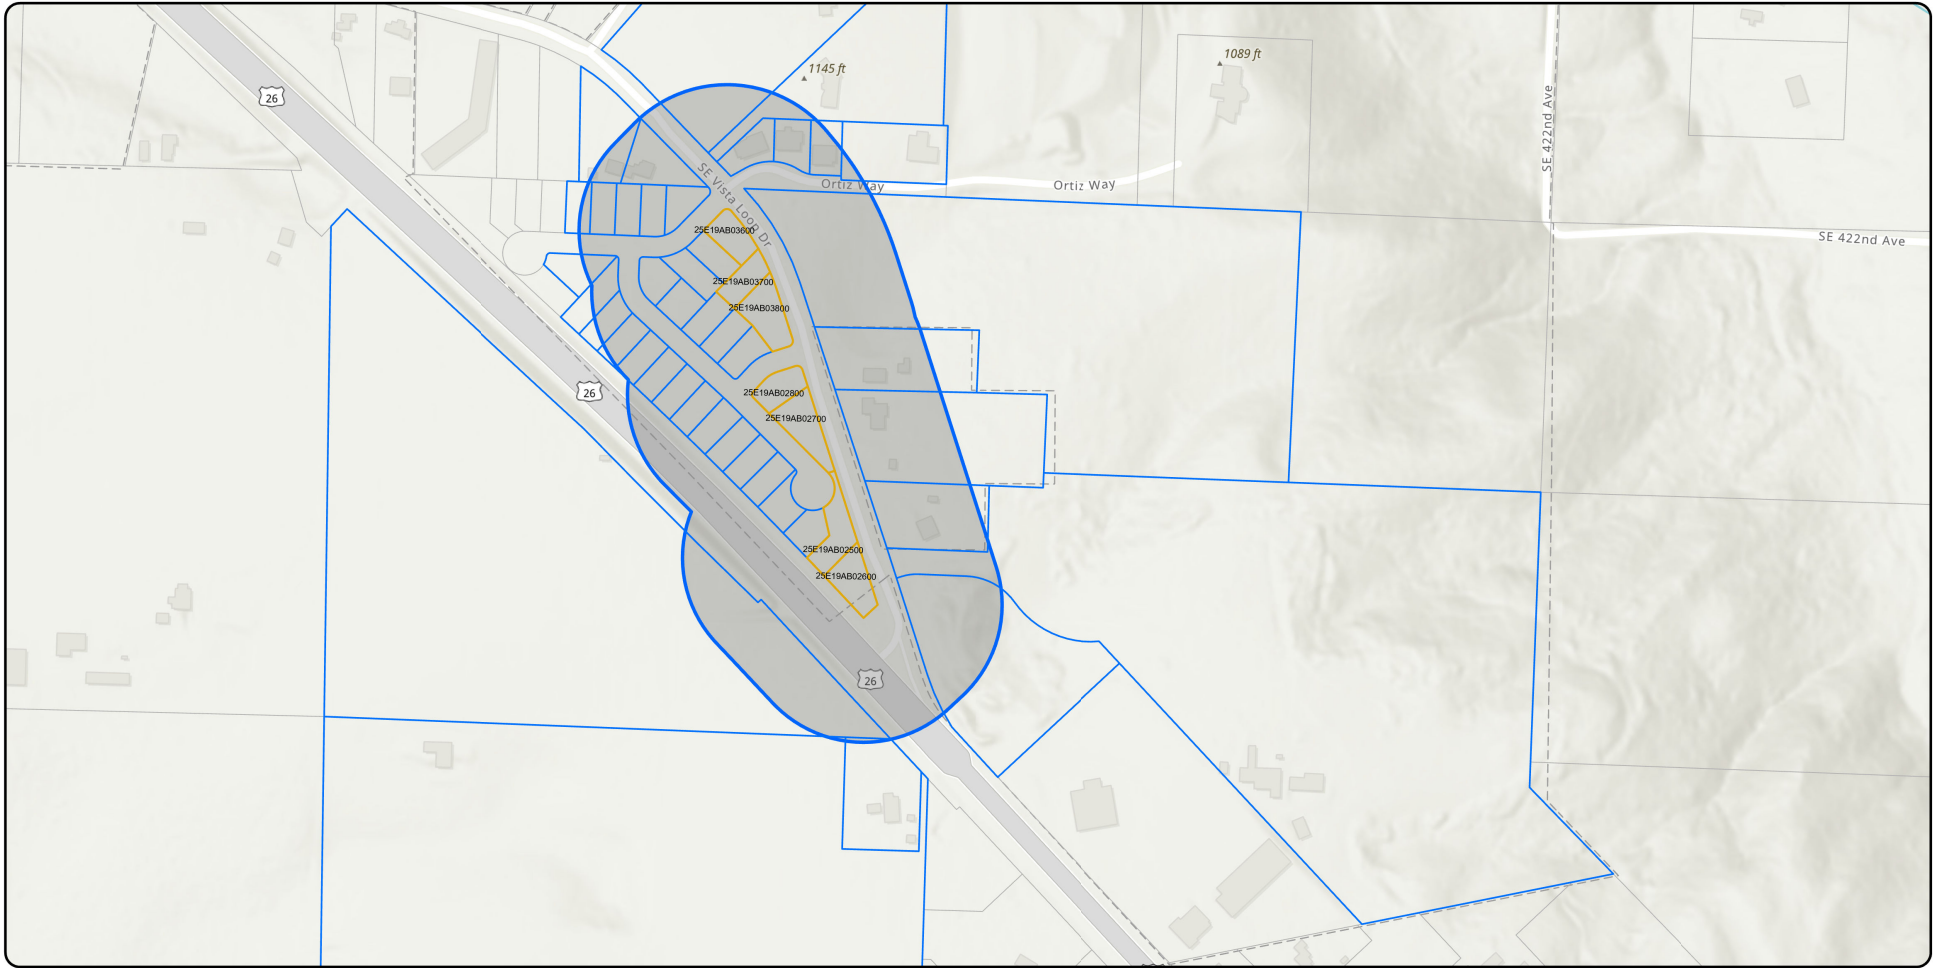 1089 ft
1145 ft
26
SE 422nd Ave
SE Vista Loop Dr
Ortiz Way
Ortiz Way
25E19AB03600
SE 422nd Ave
25E19AB03700
25E19AB03800
26
25E19AB02800
25E19AB02700
25E19AB02500
25E19AB02600
26